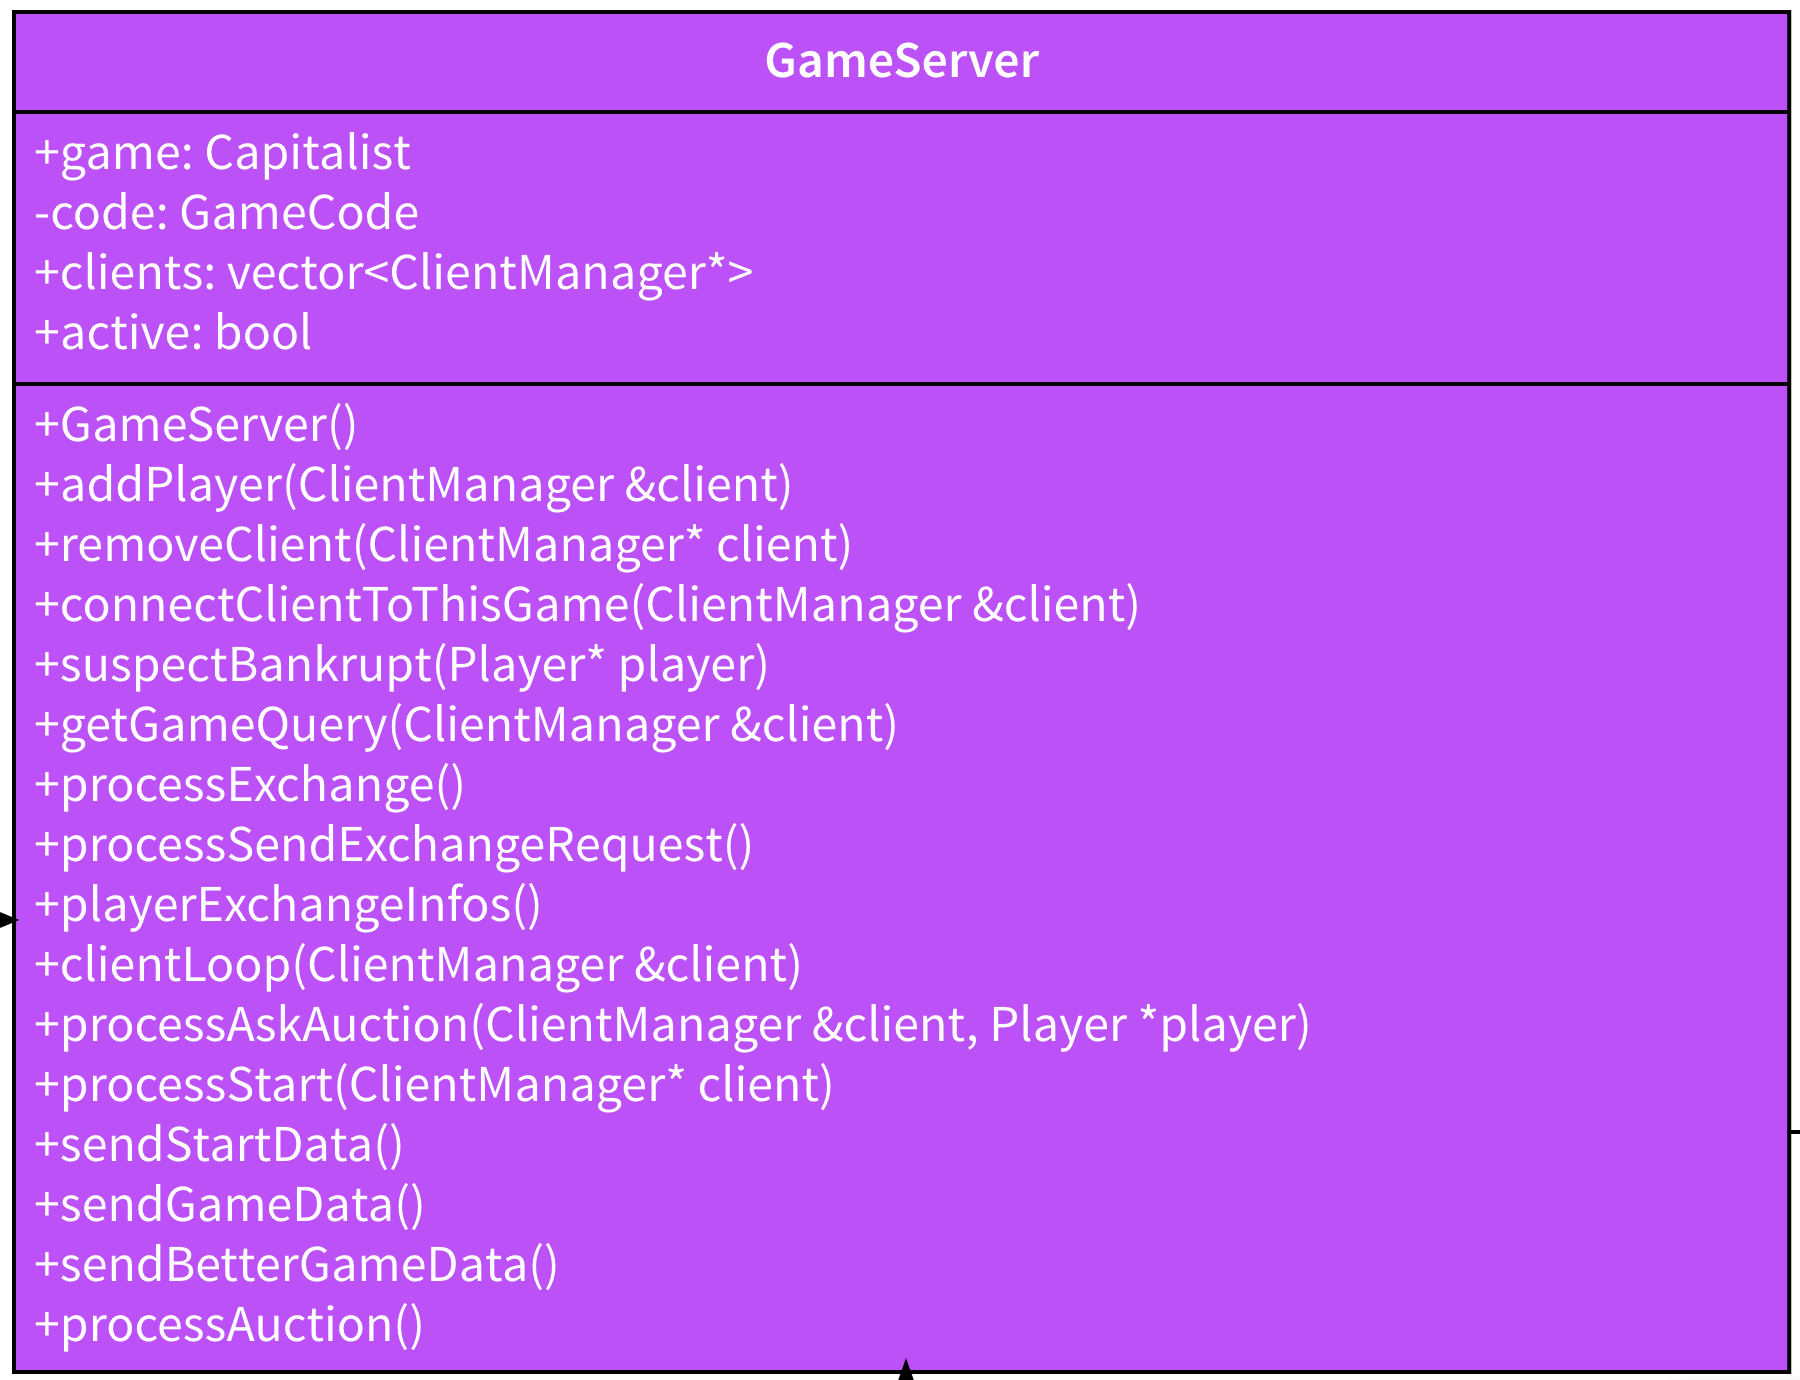 GameServer
+game: Capitalist
-code: GameCode
+clients: vector<ClientManager*>
+active: bool
+GameServer()
+addPlayer(ClientManager &client)
+removeClient(ClientManager* client)
+connectClientToThisGame(ClientManager &client)
+suspectBankrupt(Player* player)
+getGameQuery(ClientManager &client)
+processExchange()
+processSendExchangeRequest()
+playerExchangeInfos()
+clientLoop(ClientManager &client)
+processAskAuction(ClientManager &client, Player *player)
+processStart(ClientManager* client)
+sendStartData()
+sendGameData()
+sendBetterGameData()
+processAuction()